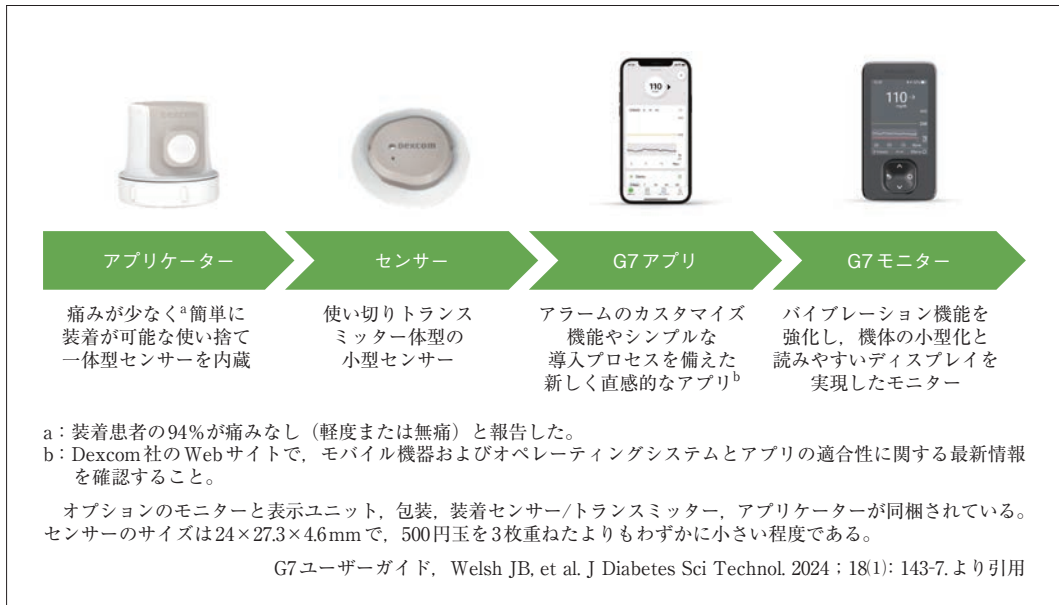 DEXCOM
DEXCOM
110
110
アプリケーター
センサー
G7アプリ
G7モニター
痛みが少なくa簡単に
装着が可能な使い捨て
一体型センサーを内蔵
使い切りトランス
ミッター体型の
小型センサー
アラームのカスタマイズ
機能やシンプルな
導入プロセスを備えた
新しく直感的なアプリb
バイブレーション機能を
強化し，機体の小型化と
読みやすいディスプレイを
実現したモニター
a：装着患者の94%が痛みなし（軽度または無痛）と報告した。
b：Dexcom社のWebサイトで，モバイル機器およびオペレーティングシステムとアプリの適合性に関する最新情報
を確認すること。
オプションのモニターと表示ユニット，包装，装着センサー/トランスミッター，アプリケーターが同梱されている。
センサーのサイズは24×27.3×4.6mmで，500円玉を3枚重ねたよりもわずかに小さい程度である。
G7ユーザーガイド，Welsh JB, et al. J Diabetes Sci Technol. 2024；18(1)：143-7.より引用